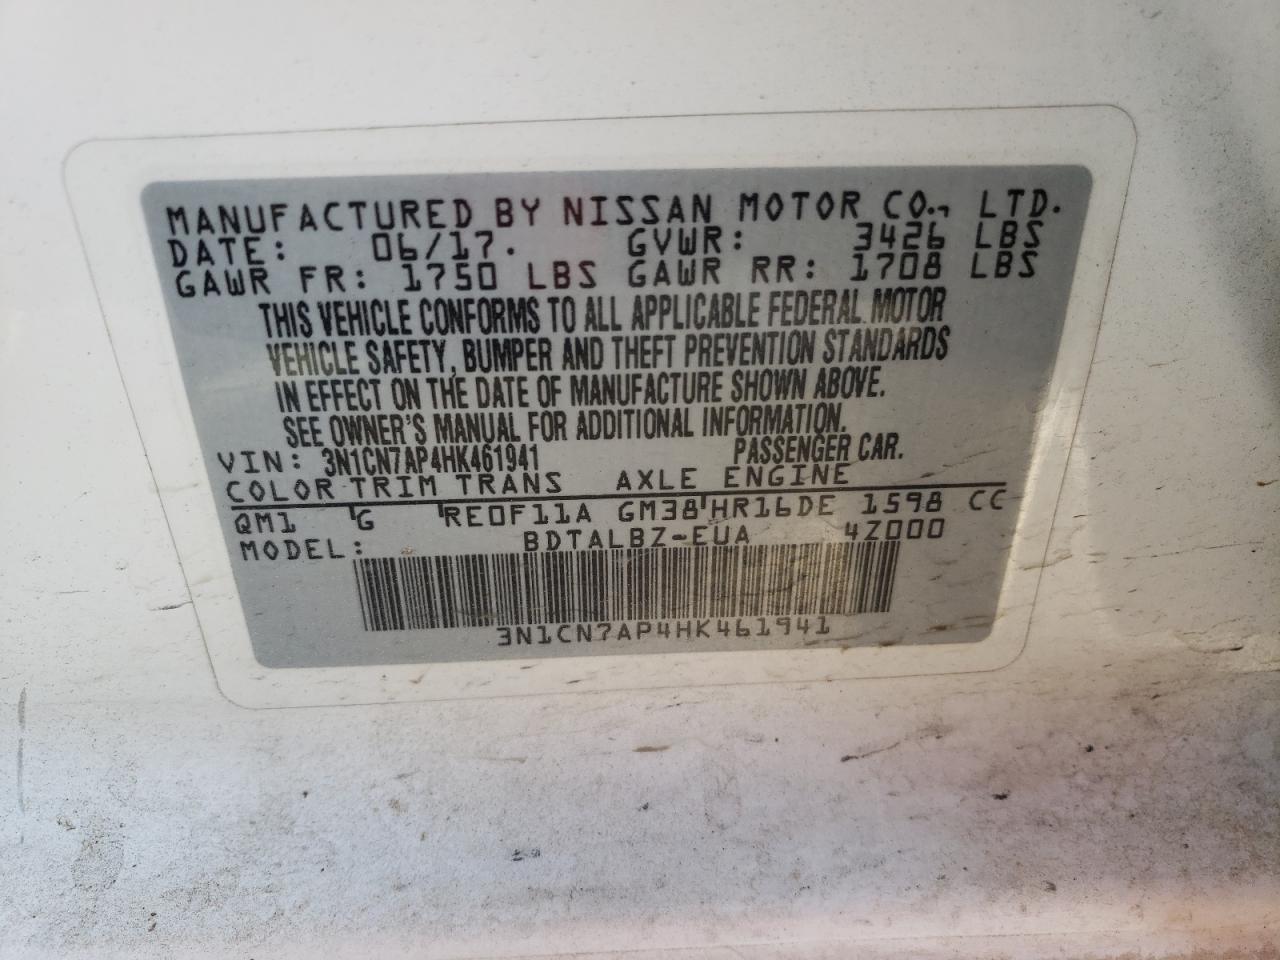 MANUFACTURED BY NISSAN MOTOR CO., LTD.
DATE: 06/17. GVWR: 3426 LBS
GAWR FR: 1750 LBS GAWR RR: 1708 LBS
THIS VEHICLE CONFORMS TO ALL APPLICABLE FEDERAL MOTOR
VEHICLE SAFETY, BUMPER AND THEFT PREVENTION STANDARDS
IN EFFECT ON THE DATE OF MANUFACTURE SHOWN ABOVE.
SEE OWNER'S MANUAL FOR ADDITIONAL INFORMATION.
VIN: 3N1CN7AP4HK461941 PASSENGER CAR.
COLOR TRIM TRANS AXLE ENGINE
QM1 G RE0F11A GM38 HR16DE 1598 CC
MODEL: BDTALBZ-EUA 4Z000
3N1CN7AP4HK461941